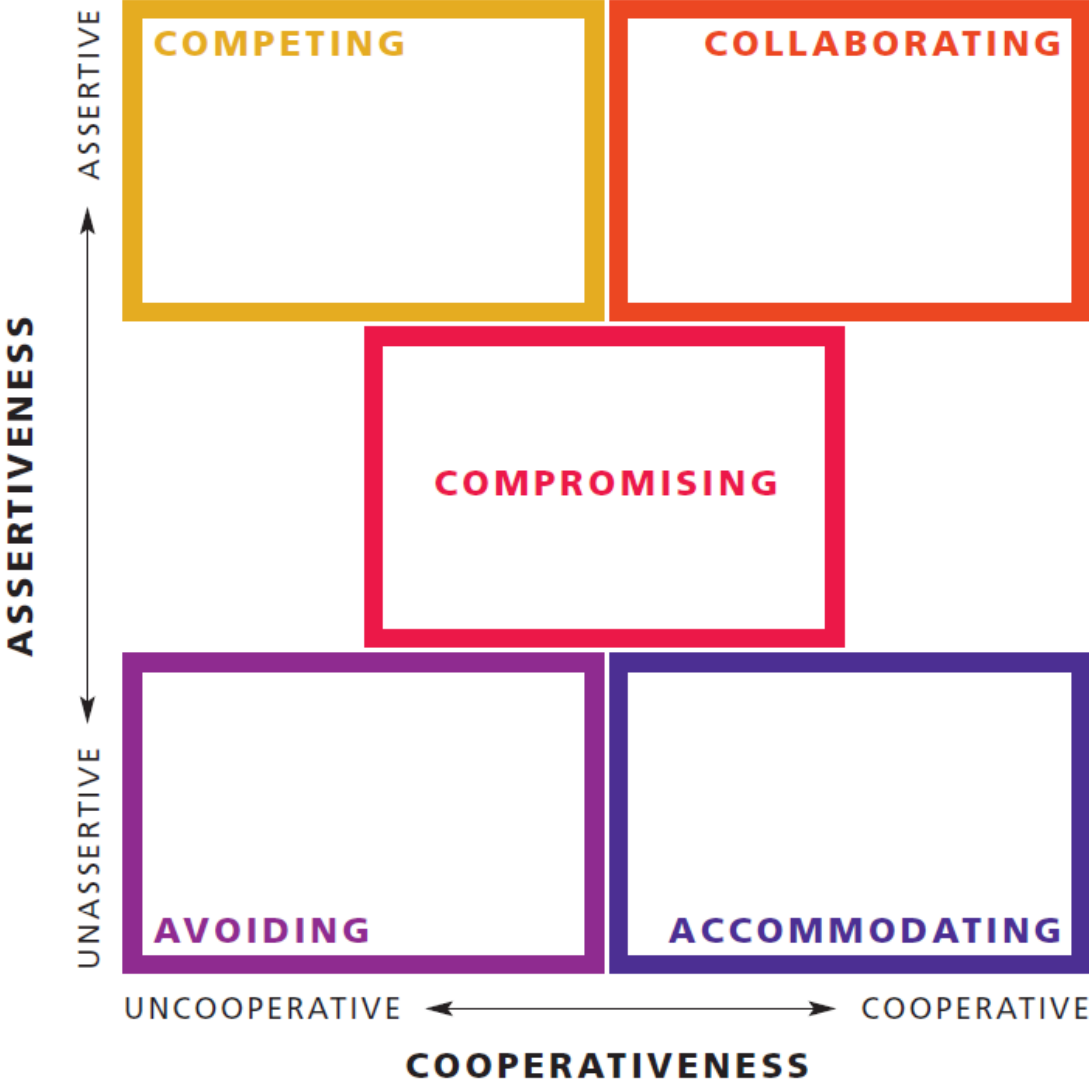 ASSERTIVE
COMPETING
COLLABORATING
ASSERTIVENESS
COMPROMISING
UNASSERTIVE
AVOIDING
ACCOMMODATING
UNCOOPERATIVE
COOPERATIVE
COOPERATIVENESS